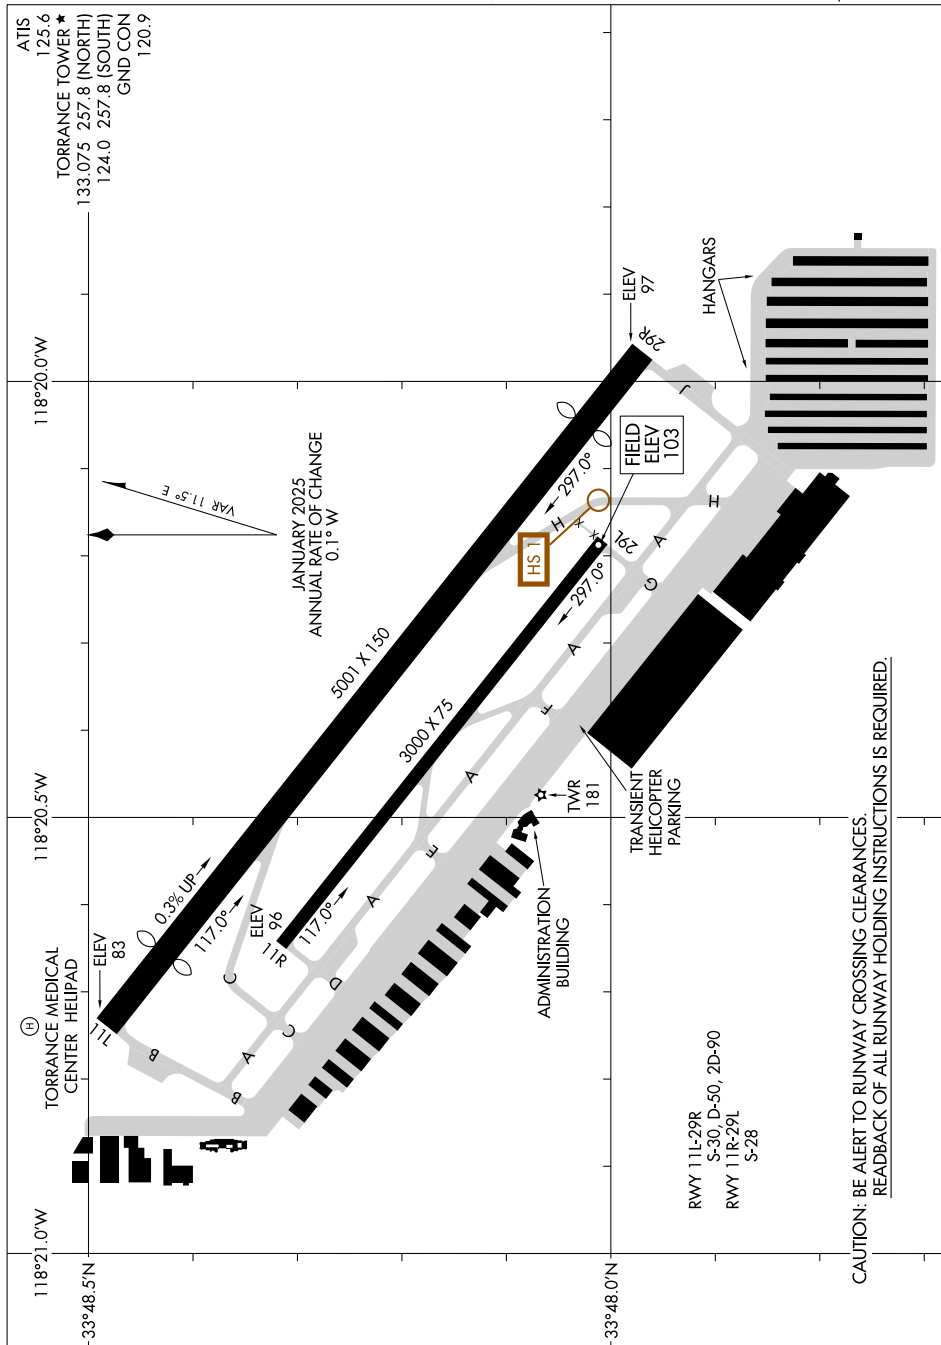 ATIS
125.6
TORRANCE TOWER ★
133.075 257.8 (NORTH)
124.0 257.8 (SOUTH)
GND CON
120.9
118°20.0'W
VAR 11.5° E
JANUARY 2025
ANNUAL RATE OF CHANGE
0.1° W
118°20.5'W
118°21.0'W
33°48.5'N
33°48.0'N
H
TORRANCE MEDICAL
CENTER HELIPAD
ELEV
83
11L
0.3% UP
117.0°
5001 X 150
297.0°
29R
ELEV
97
ELEV
96
11R
117.0°
3000 X 75
297.0°
29L
FIELD
ELEV
103
HS 1
X
X
H
H
J
G
A
A
F
A
E
A
D
C
C
A
B
B
HANGARS
TWR
181
TRANSIENT
HELICOPTER
PARKING
ADMINISTRATION
BUILDING
RWY 11L-29R
S-30, D-50, 2D-90
RWY 11R-29L
S-28
CAUTION: BE ALERT TO RUNWAY CROSSING CLEARANCES.
READBACK OF ALL RUNWAY HOLDING INSTRUCTIONS IS REQUIRED.